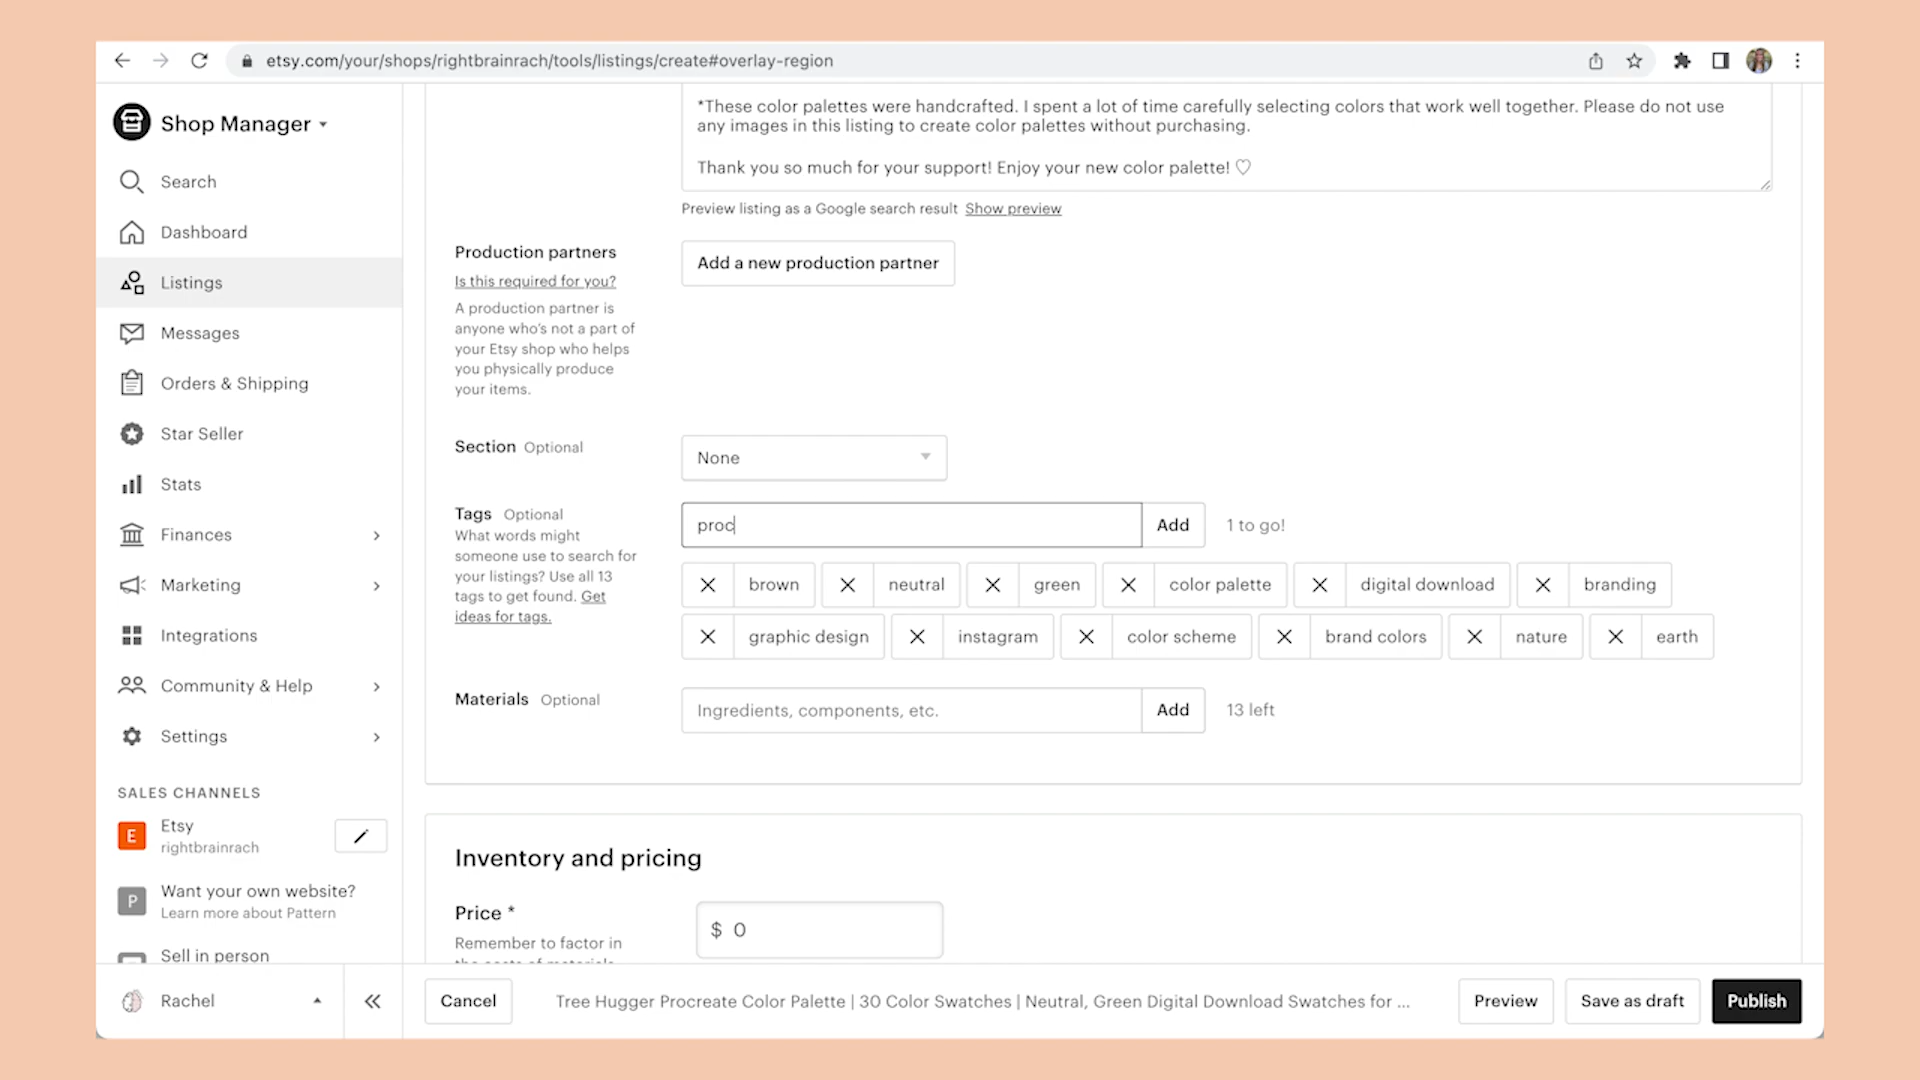 etsy.com/your/shops/rightbrainrach/tools/listings/create#overlay-region
Shop Manager
Search
Dashboard
Listings
Messages
Orders & Shipping
Star Seller
Stats
Finances
Marketing
Integrations
Community & Help
Settings
SALES CHANNELS
E
Etsy
rightbrainrach
P
Want your own website?
Learn more about Pattern
Sell in person
Rachel
*These color palettes were handcrafted. I spent a lot of time carefully selecting colors that work well together. Please do not use
any images in this listing to create color palettes without purchasing.
Thank you so much for your support! Enjoy your new color palette! ♡
Preview listing as a Google search result Show preview
Production partners
Is this required for you?
A production partner is
anyone who's not a part of
your Etsy shop who helps
you physically produce
your items.
Add a new production partner
Section Optional
None
Tags Optional
What words might
someone use to search for
your listings? Use all 13
tags to get found. Get
ideas for tags.
proc
Add
1 to go!
brown neutral green color palette digital download branding
graphic design instagram color scheme brand colors nature earth
Materials Optional
Ingredients, components, etc.
Add
13 left
Inventory and pricing
Price *
Remember to factor in
the costs of materials
$ 0
Cancel
Tree Hugger Procreate Color Palette | 30 Color Swatches | Neutral, Green Digital Download Swatches for ...
Preview
Save as draft
Publish